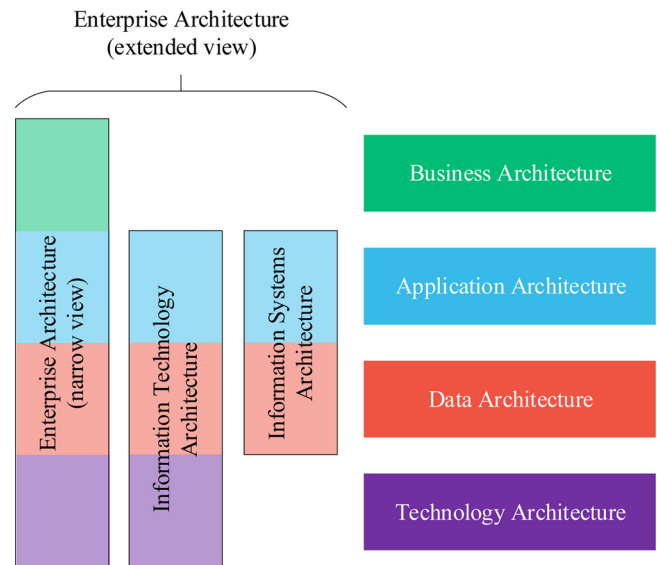 Enterprise Architecture
(extended view)
Enterprise Architecture
(narrow view)
Information Technology
Architecture
Information Systems
Architecture
Business Architecture
Application Architecture
Data Architecture
Technology Architecture